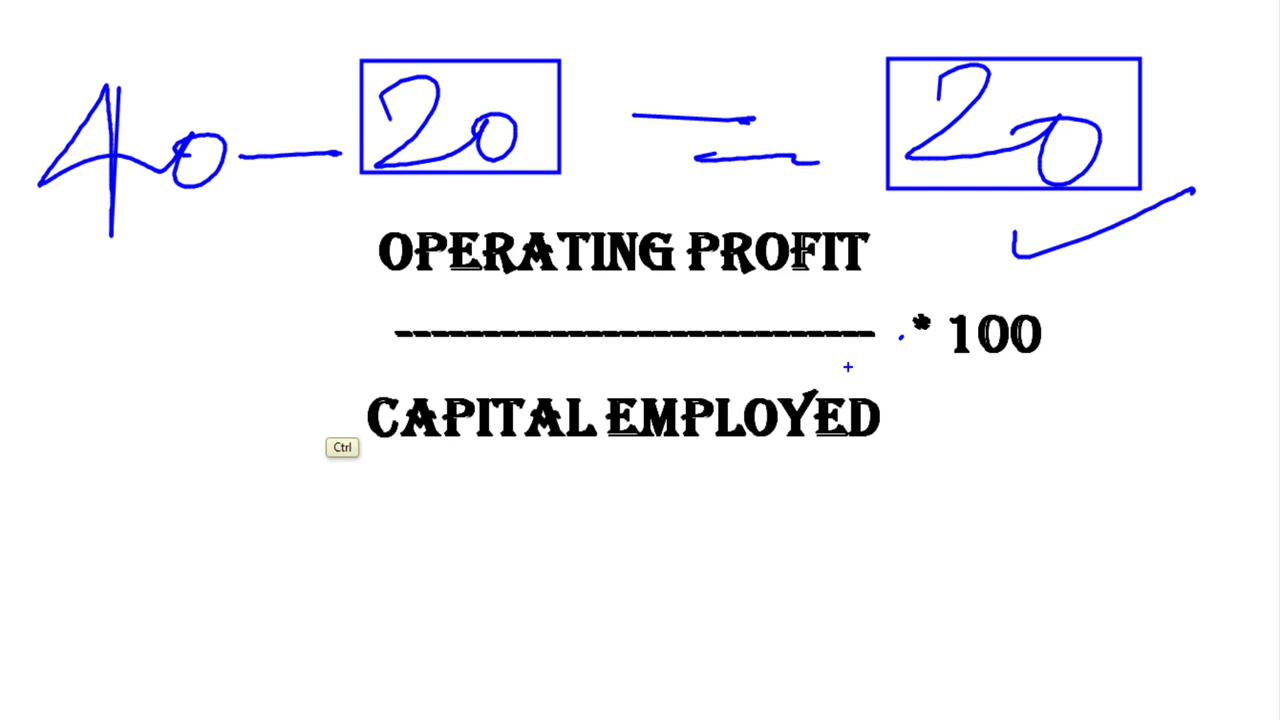 40 - 20 = 20
OPERATING PROFIT
--------------------------- * 100
CAPITAL EMPLOYED
Ctrl